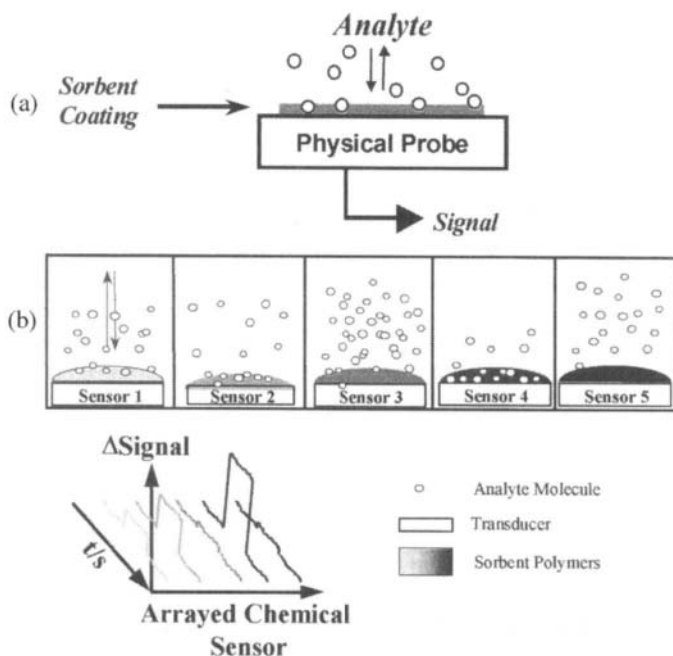 Analyte
(a)
Sorbent
Coating
Physical Probe
Signal
(b)
Sensor 1
Sensor 2
Sensor 3
Sensor 4
Sensor 5
ΔSignal
t/s
Arrayed Chemical
Sensor
Analyte Molecule
Transducer
Sorbent Polymers